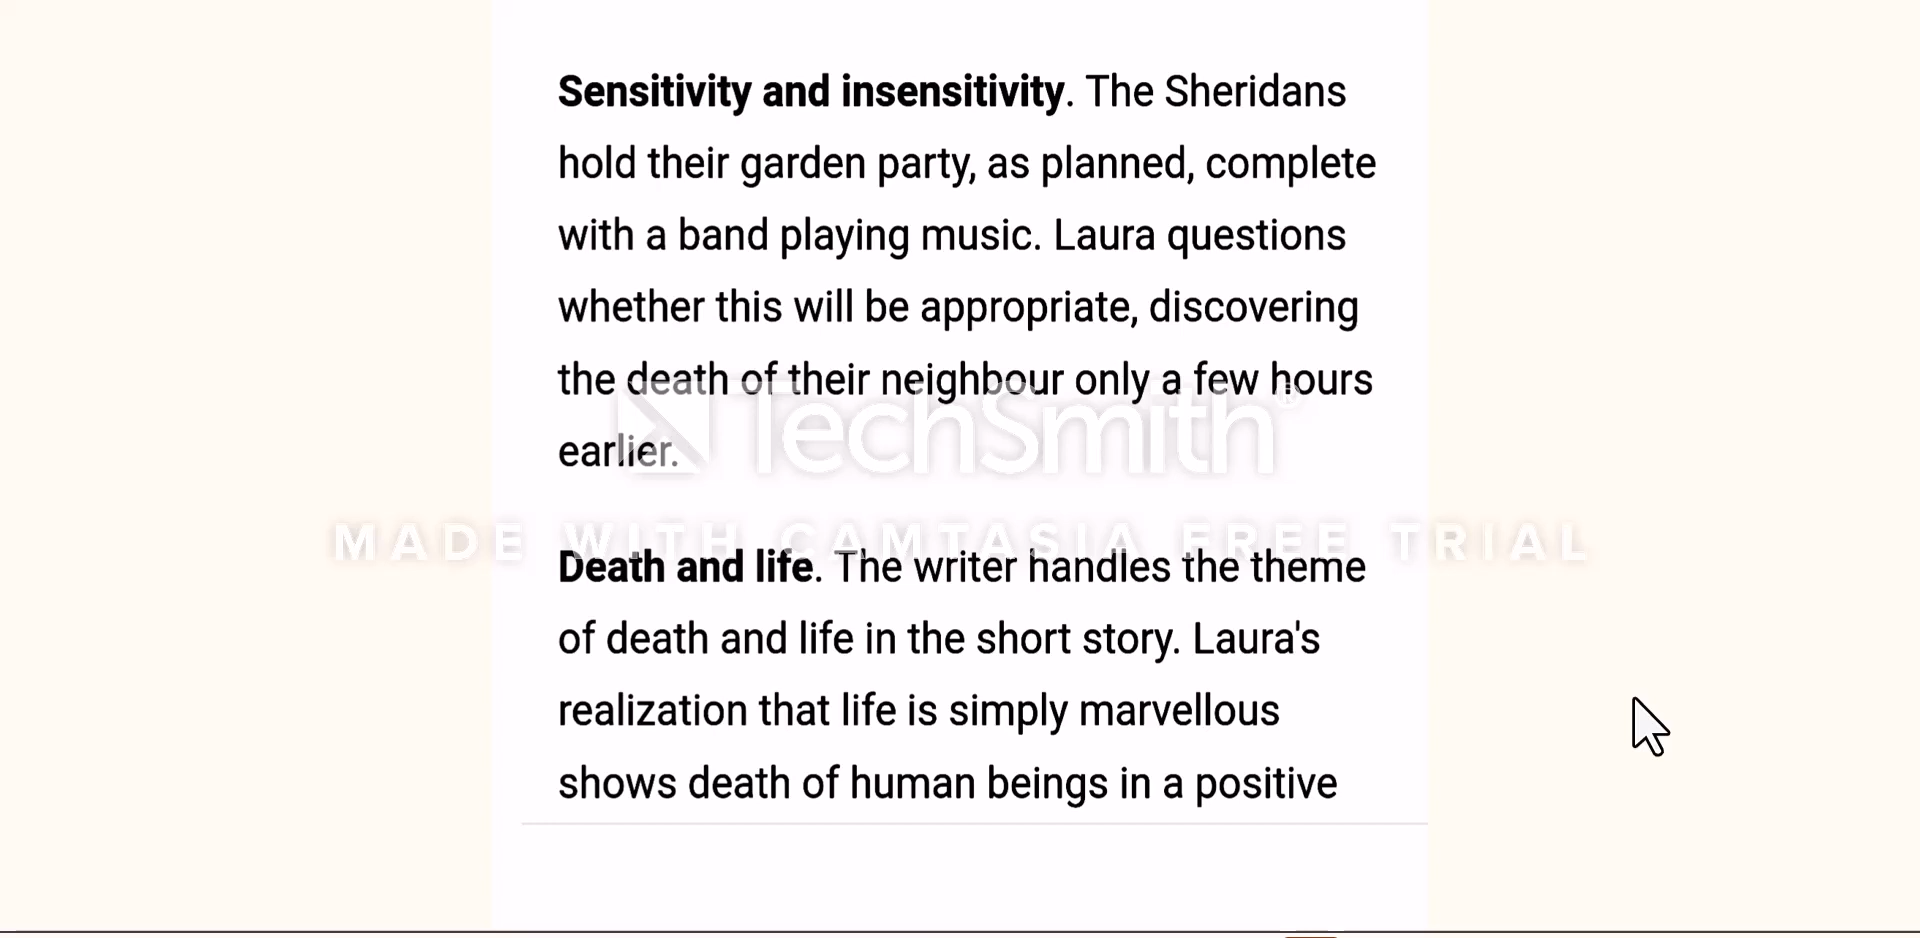 Sensitivity and insensitivity. The Sheridans
hold their garden party, as planned, complete
with a band playing music. Laura questions
whether this will be appropriate, discovering
the death of their neighbour only a few hours
earlier.
TechSmith®
MADE WITH CAMTASIA FREE TRIAL
Death and life. The writer handles the theme
of death and life in the short story. Laura's
realization that life is simply marvellous
shows death of human beings in a positive